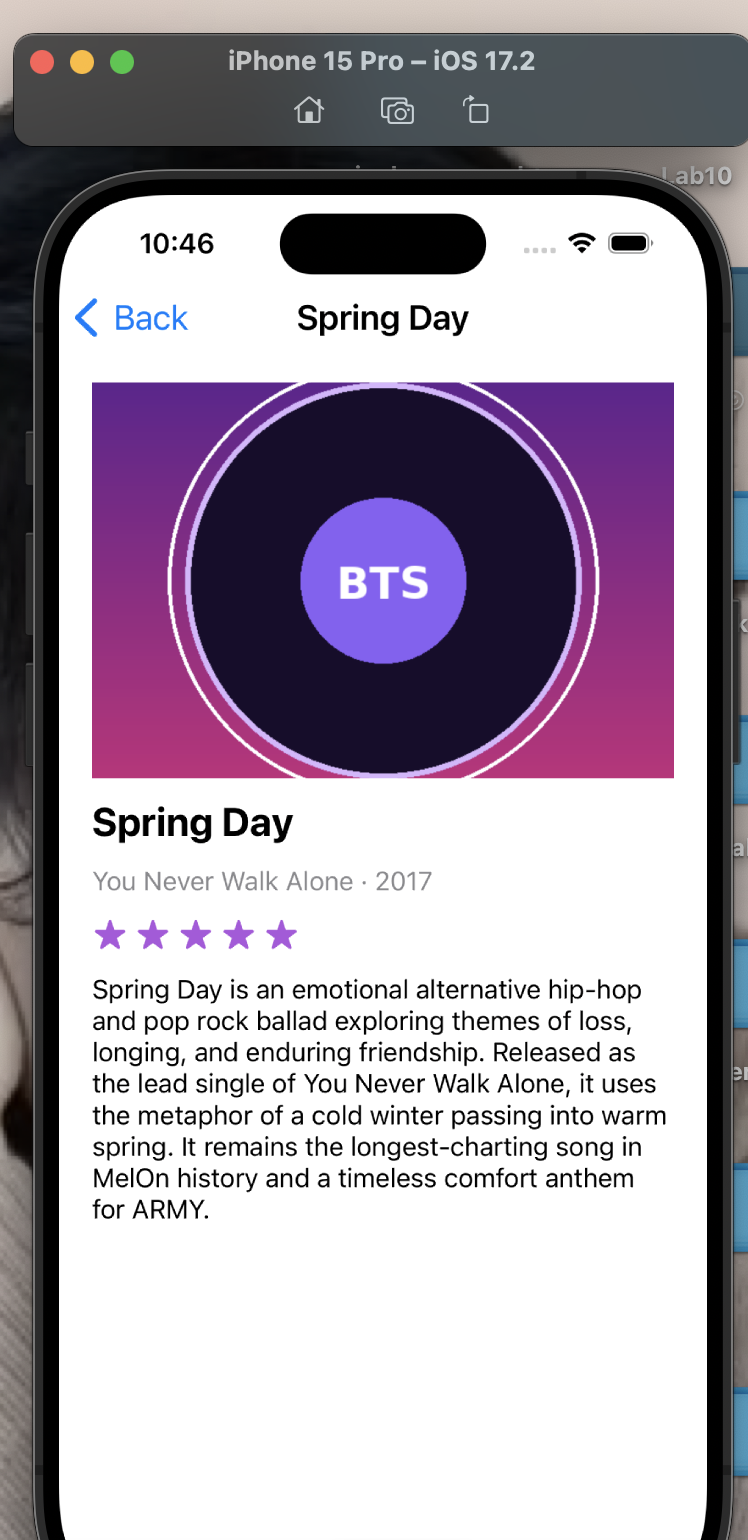 iPhone 15 Pro – iOS 17.2
Lab10
10:46
Back
Spring Day
BTS
Spring Day
You Never Walk Alone · 2017
Spring Day is an emotional alternative hip-hop
and pop rock ballad exploring themes of loss,
longing, and enduring friendship. Released as
the lead single of You Never Walk Alone, it uses
the metaphor of a cold winter passing into warm
spring. It remains the longest-charting song in
MelOn history and a timeless comfort anthem
for ARMY.